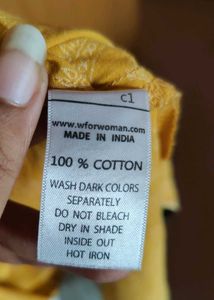 c1
www.wforwoman.com
MADE IN INDIA
100 % COTTON
WASH DARK COLORS
SEPARATELY
DO NOT BLEACH
DRY IN SHADE
INSIDE OUT
HOT IRON